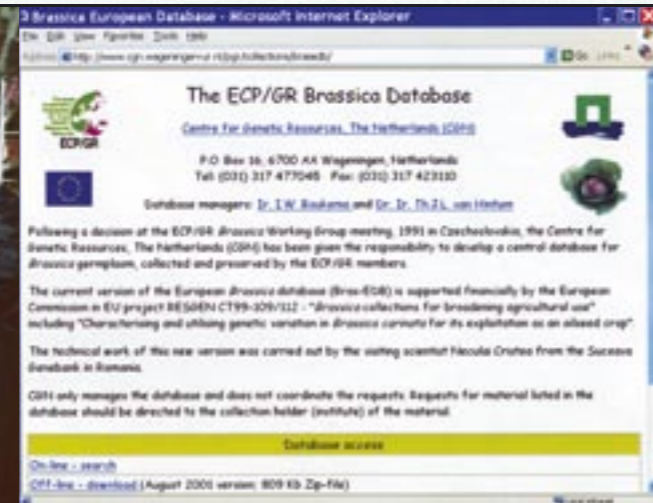 Brassica European Database - Microsoft Internet Explorer
Edit View Favorites Tools Help
Go Links
The ECP/GR Brassica Database
ECP/GR
Centre for Genetic Resources, The Netherlands (CGN)
P.O. Box 16, 6700 AA Wageningen, Netherlands
Tel: (031) 317 477045 Fax: (031) 317 423110
Database managers: Ir. I.W. Boukema and Dr. Ir. Th.J.L. van Hintum
Following a decision at the ECP/GR Brassica Working Group meeting, 1991 in Czechoslovakia, the Centre for
Genetic Resources, The Netherlands (CGN) has been given the responsibility to develop a central database for
Brassica germplasm, collected and preserved by the ECP/GR members.
The current version of the European Brassica database (Bras-EDB) is supported financially by the European
Commission in EU project RESGEN CT99-109/112 - "Brassica collections for broadening agricultural use"
including "Characterising and utilising genetic variation in Brassica carinata for its exploitation as an oilseed crop".
The technical work of this new version was carried out by the visiting scientist Neculai Cristea from the Suceava
Genebank in Romania.
CGN only manages the database and does not coordinate the requests. Requests for material listed in the
database should be directed to the collection holder (institute) of the material.
Database access
On-line - search
Off-line - download (August 2001 version: 809 Kb Zip-file)